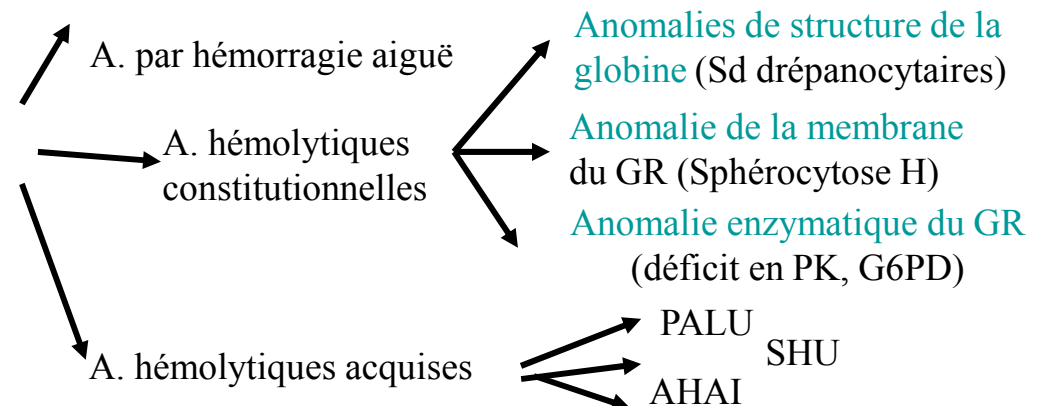 A. par hémorragie aiguë
A. hémolytiques
constitutionnelles
Anomalies de structure de la
globine (Sd drépanocytaires)
Anomalie de la membrane
du GR (Sphérocytose H)
Anomalie enzymatique du GR
(déficit en PK, G6PD)
A. hémolytiques acquises
PALU
SHU
AHAI